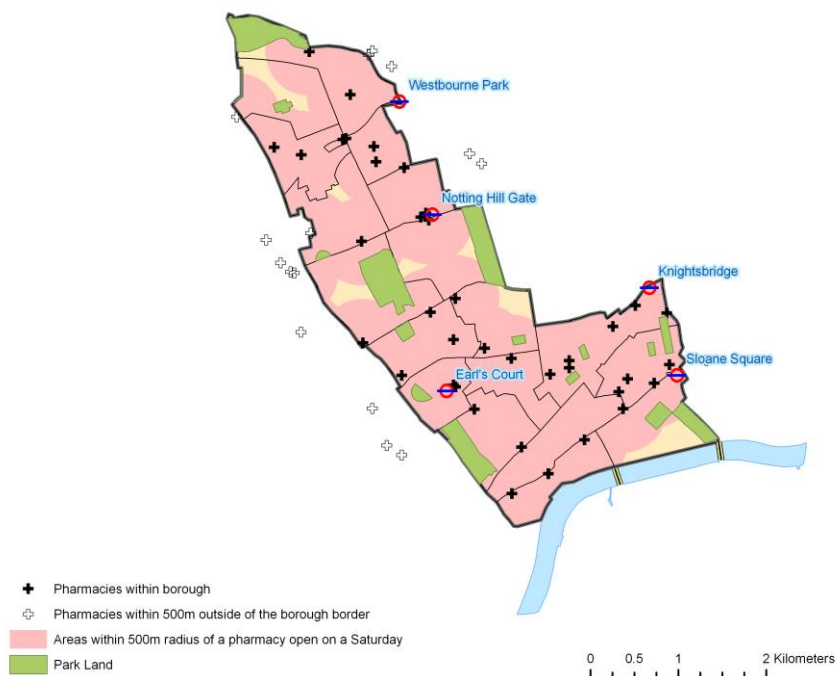 Westbourne Park
Notting Hill Gate
Knightsbridge
Sloane Square
Earl's Court
Pharmacies within borough
Pharmacies within 500m outside of the borough border
Areas within 500m radius of a pharmacy open on a Saturday
Park Land
0 0.5 1 2 Kilometers